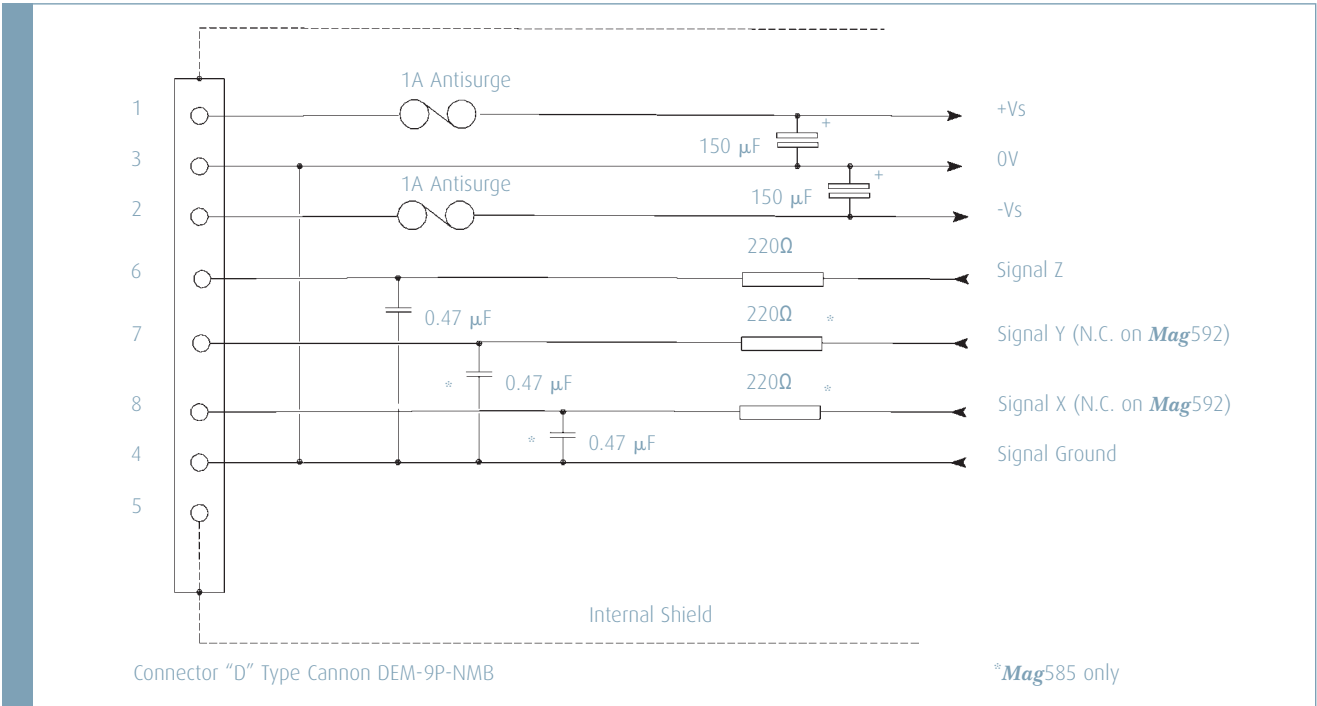 1A Antisurge
1
+Vs
+
150 µF
3
0V
1A Antisurge
+
150 µF
2
-Vs
220Ω
6
Signal Z
0.47 µF
220Ω
*
7
Signal Y (N.C. on Mag592)
*
0.47 µF
220Ω
*
8
Signal X (N.C. on Mag592)
*
0.47 µF
4
Signal Ground
5
Internal Shield
Connector “D” Type Cannon DEM-9P-NMB
*Mag585 only